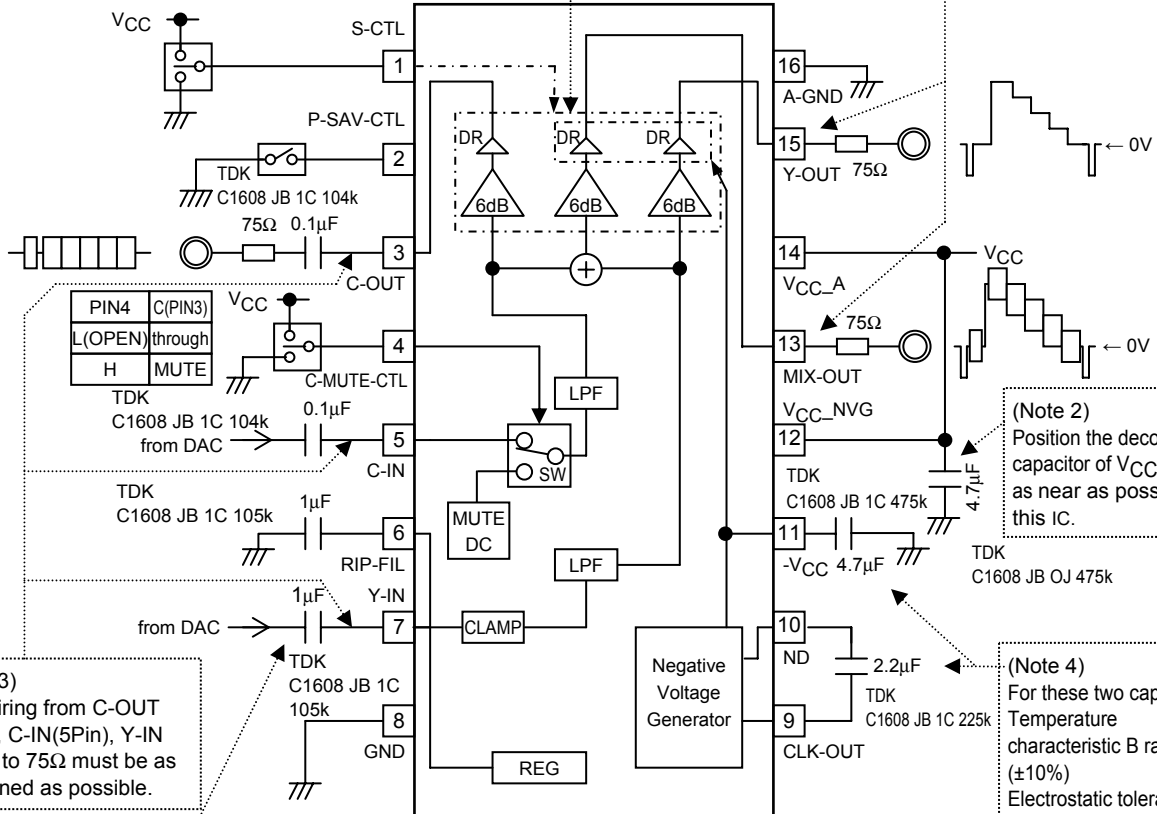 VCC
S-CTL
1
P-SAV-CTL
2
TDK
C1608 JB 1C 104k
75Ω 0.1μF
3
C-OUT
PIN4 C(PIN3)
L(OPEN) through
H MUTE
VCC
4
C-MUTE-CTL
TDK
C1608 JB 1C 104k
0.1μF
from DAC
5
C-IN
TDK
C1608 JB 1C 105k
1μF
6
RIP-FIL
Y-IN
1μF
from DAC
7
TDK
C1608 JB 1C
105k
8
GND
3)
iring from C-OUT
, C-IN(5Pin), Y-IN
to 75Ω must be as
ned as possible.
DR DR DR
6dB 6dB 6dB
+
LPF
SW
MUTE
DC
LPF
CLAMP
Negative
Voltage
Generator
REG
16
A-GND
15
Y-OUT 75Ω
← 0V
14
VCC_A
VCC
75Ω
13
MIX-OUT
← 0V
VCC_NVG
12
4.7μF
TDK
C1608 JB 1C 475k
11
-VCC 4.7μF
TDK
C1608 JB OJ 475k
10
ND
2.2μF
TDK
C1608 JB 1C 225k
9
CLK-OUT
(Note 2)
Position the deco
capacitor of VCC
as near as poss
this IC.
(Note 4)
For these two cap
Temperature
characteristic B ra
(±10%)
Electrostatic tolera